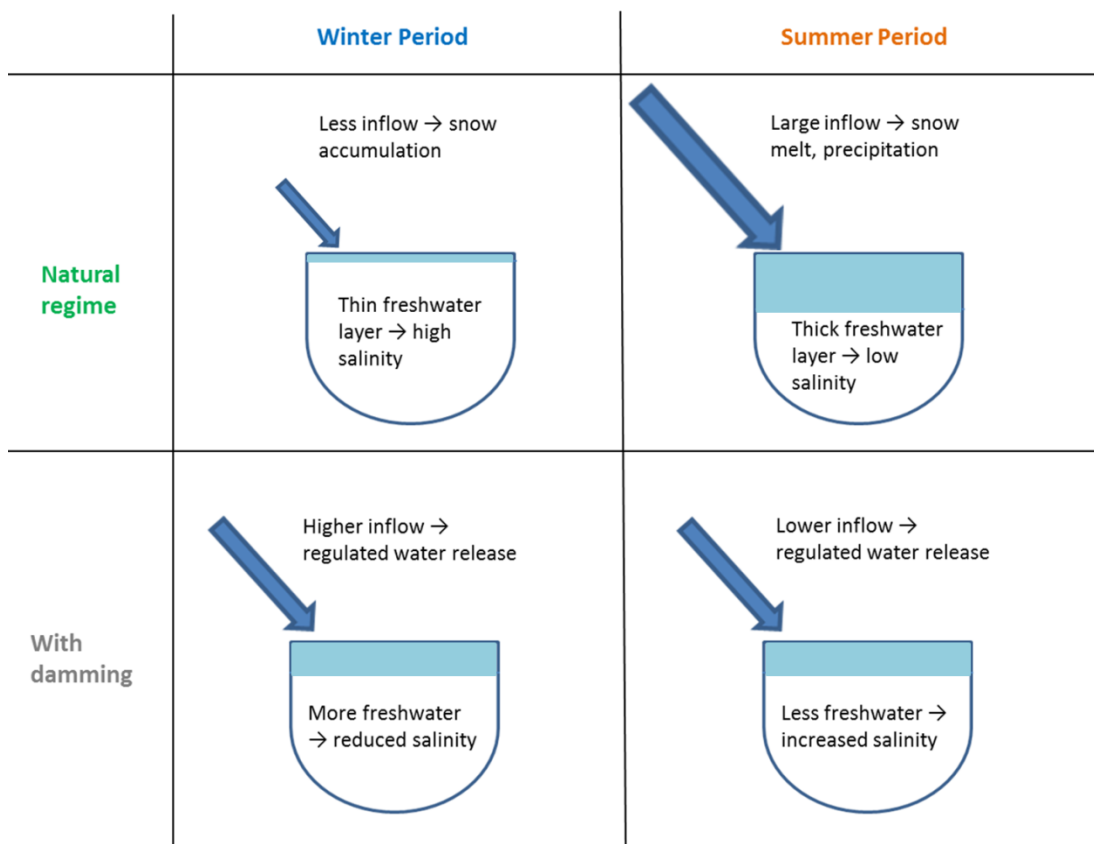 Winter Period
Summer Period
Natural
regime
Less inflow → snow
accumulation
Thin freshwater
layer → high
salinity
Large inflow → snow
melt, precipitation
Thick freshwater
layer → low
salinity
With
damming
Higher inflow →
regulated water release
More freshwater
→ reduced salinity
Lower inflow →
regulated water release
Less freshwater →
increased salinity